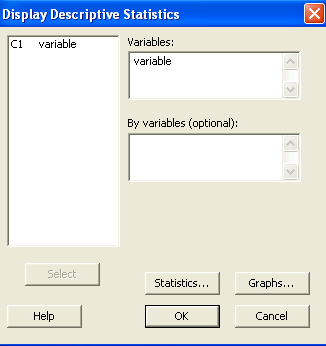 Display Descriptive Statistics
C1 variable
Variables:
variable
By variables (optional):
Select
Statistics... Graphs...
Help OK Cancel